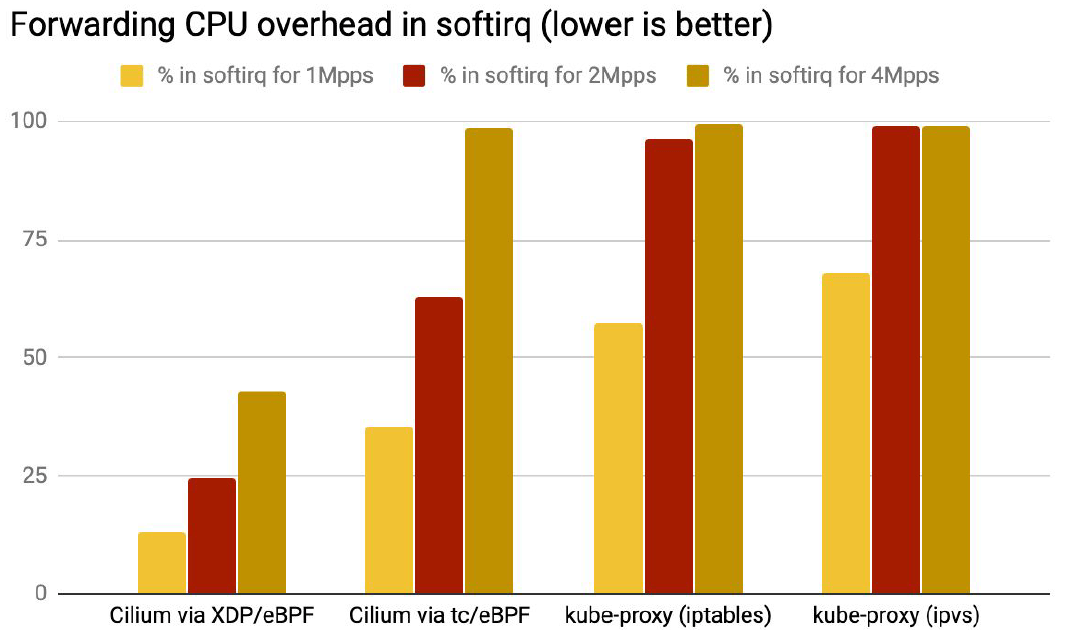 Forwarding CPU overhead in softirq (lower is better)
% in softirq for 1Mpps % in softirq for 2Mpps % in softirq for 4Mpps
100
75
50
25
0
Cilium via XDP/eBPF Cilium via tc/eBPF kube-proxy (iptables) kube-proxy (ipvs)